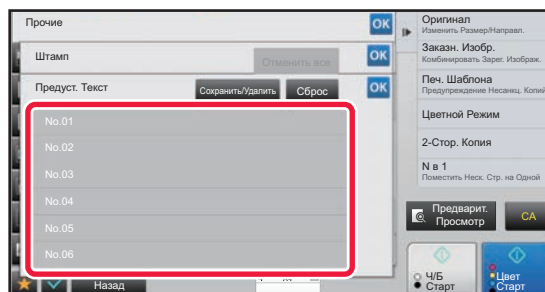 Прочие
OK
Штамп
Отменить все
OK
Предуст. Текст
Сохранить/Удалить
Сброс
OK
No.01
No.02
No.03
No.04
No.05
No.06
Назад
Оригинал
Изменить Размер/Направл.
Заказн. Изобр.
Комбинировать Зарег. Изображ.
Печ. Шаблона
Предупреждение Несанкц. Копий
Цветной Режим
2-Стор. Копия
N в 1
Поместить Неск. Стр. на Одной
Предварит.
Просмотр
CA
Ч/Б
Старт
Цвет
Старт